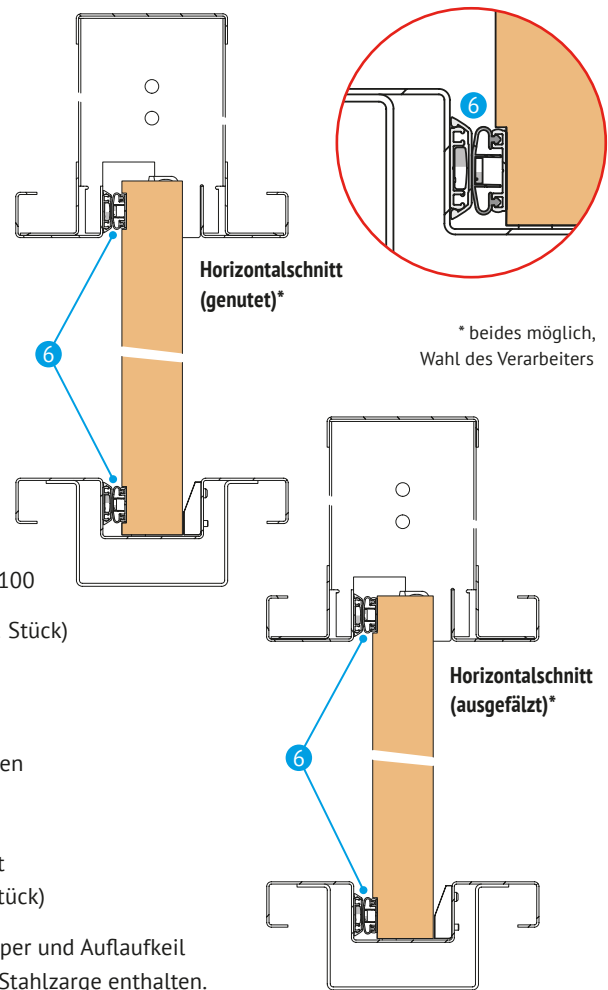 6
Horizontalschnitt
(genutet)*
* beides möglich,
Wahl des Verarbeiters
6
100
Stück)
Horizontalschnitt
(ausgefälzt)*
en
6
t
tück)
per und Auflaufkeil
Stahlzarge enthalten.